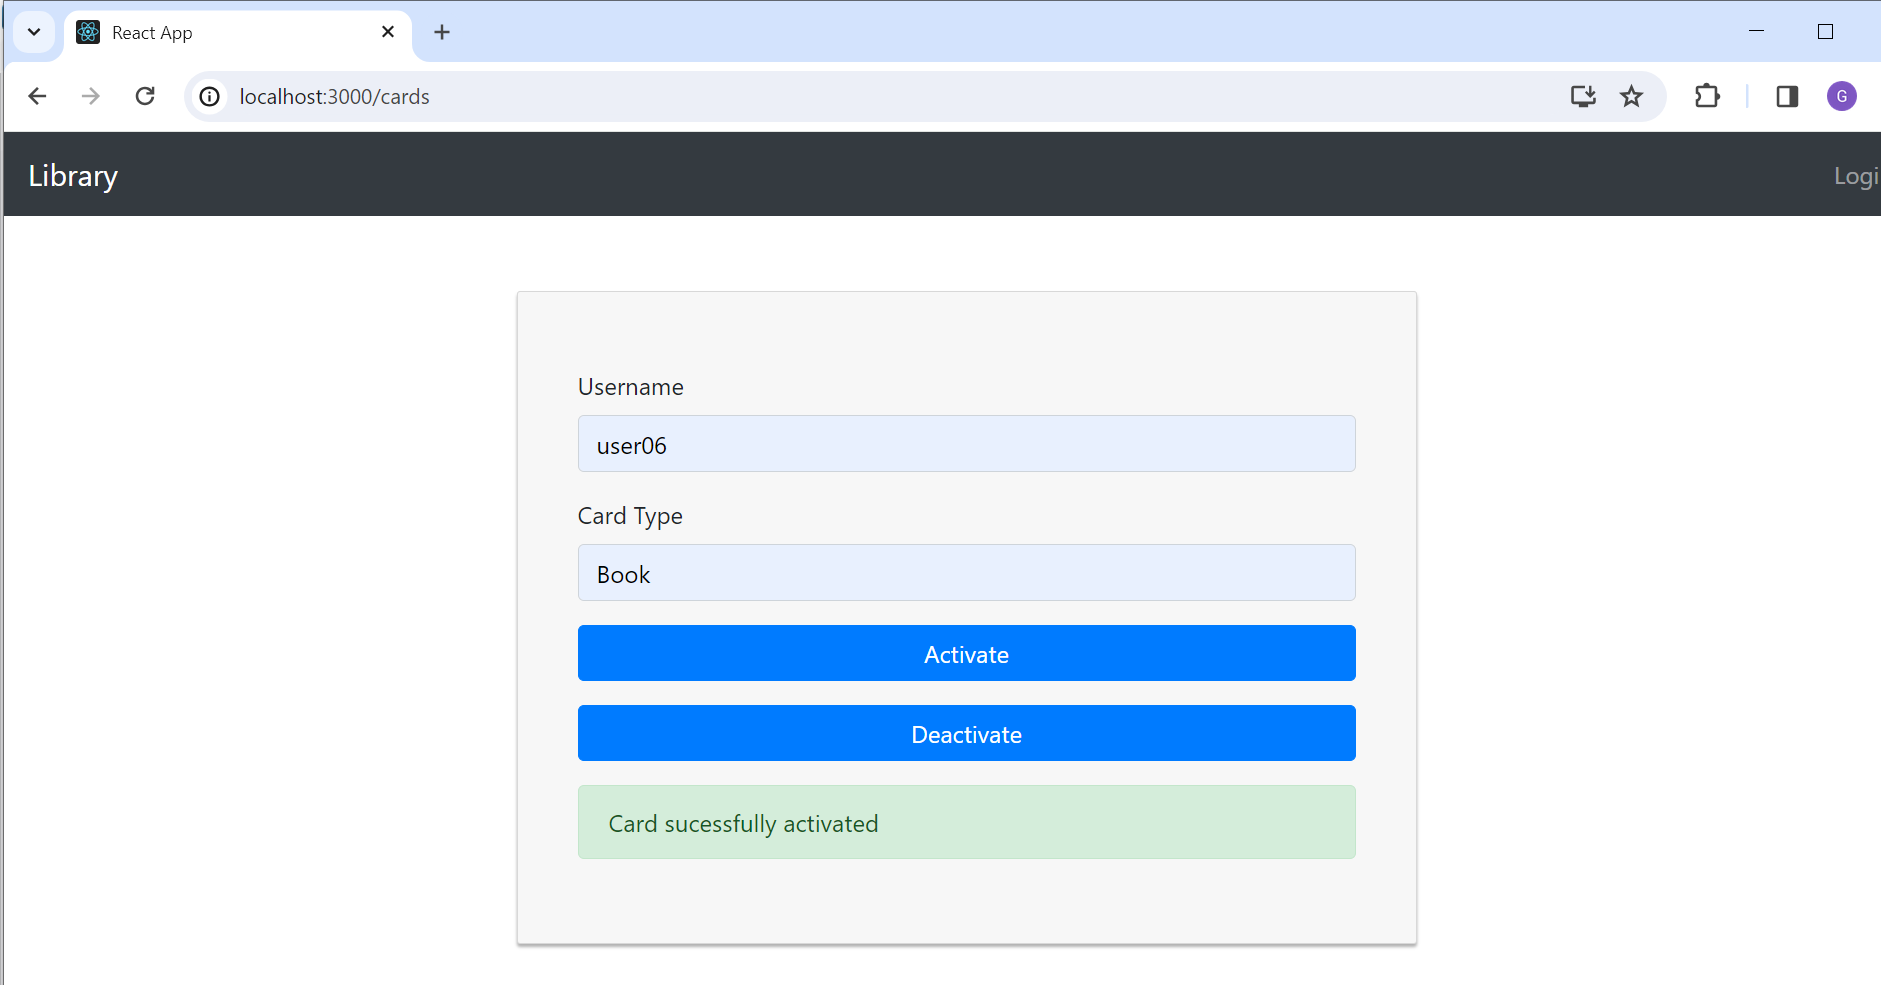 React App
localhost:3000/cards
G
Library
Logi
Username
user06
Card Type
Book
Activate
Deactivate
Card sucessfully activated